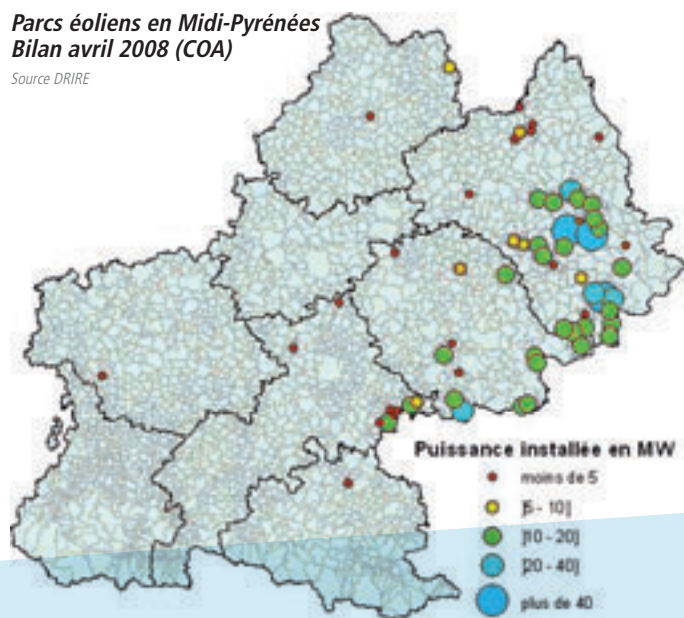 Parcs éoliens en Midi-Pyrénées
Bilan avril 2008 (COA)
Source DRIRE
Puissance installée en MW
moins de 5
]5 - 10]
]10 - 20]
]20 - 40]
plus de 40